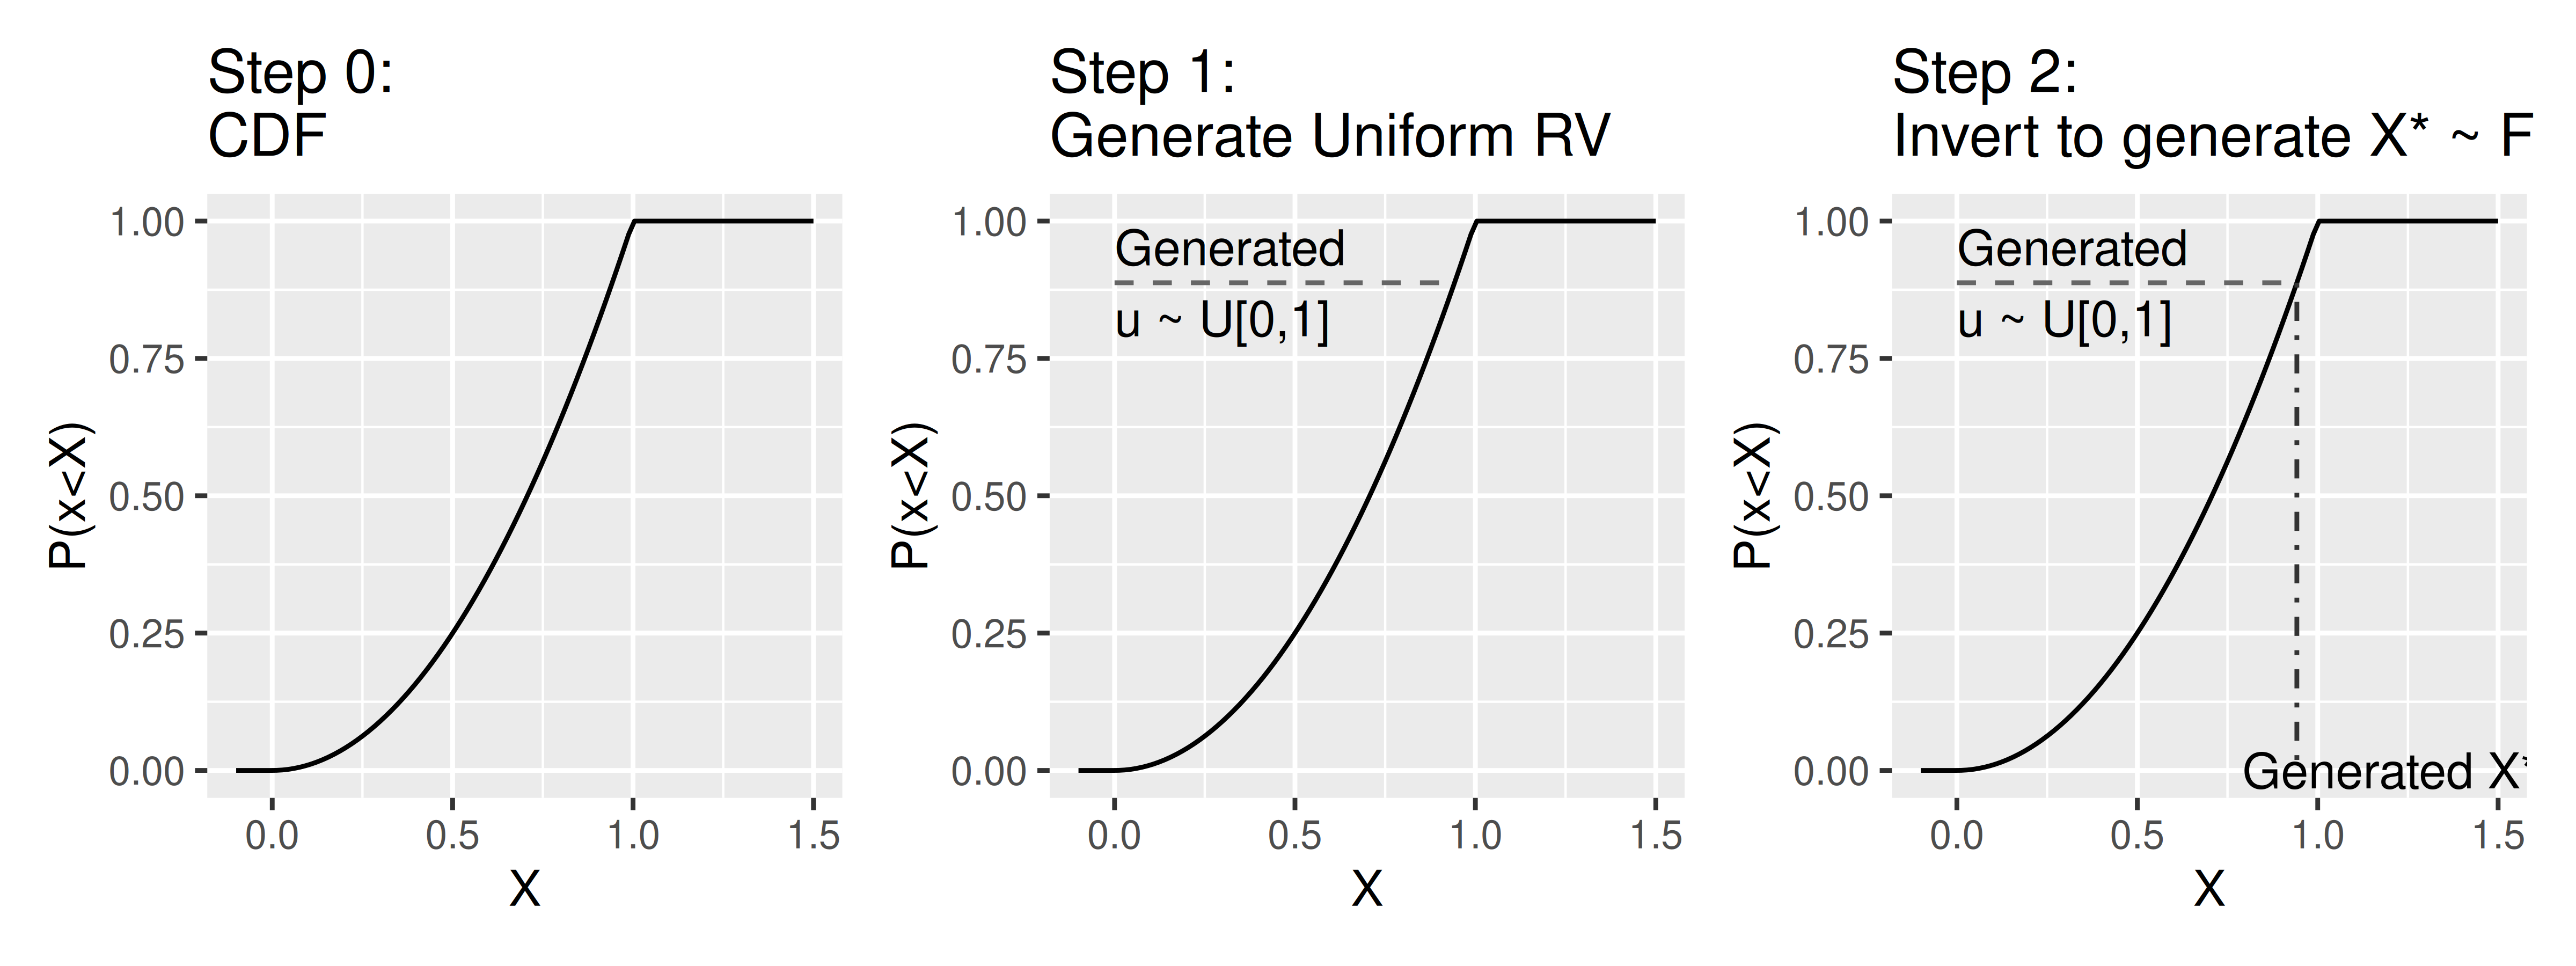 Step 0:
CDF
P(x<X)
1.00
0.75
0.50
0.25
0.00
0.0 0.5 1.0 1.5
X
Step 1:
Generate Uniform RV
P(x<X)
1.00
0.75
0.50
0.25
0.00
Generated
u ~ U[0,1]
0.0 0.5 1.0 1.5
X
Step 2:
Invert to generate X* ~ F
P(x<X)
1.00
0.75
0.50
0.25
0.00
Generated
u ~ U[0,1]
Generated X*
0.0 0.5 1.0 1.5
X